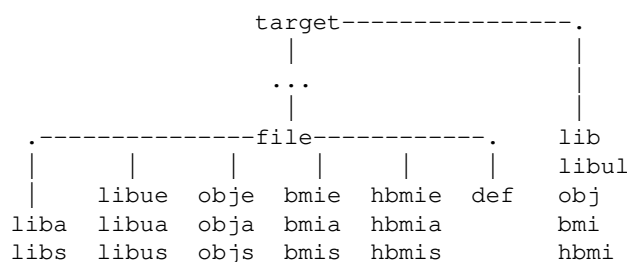 target----------------.
|                |
...               |
|                |
.---------------file------------.    lib
|      |      |     |     |     |    libul
|    libue  obje  bmie  hbmie  def   obj
liba  libua  obja  bmia  hbmia        bmi
libs  libus  objs  bmis  hbmis        hbmi